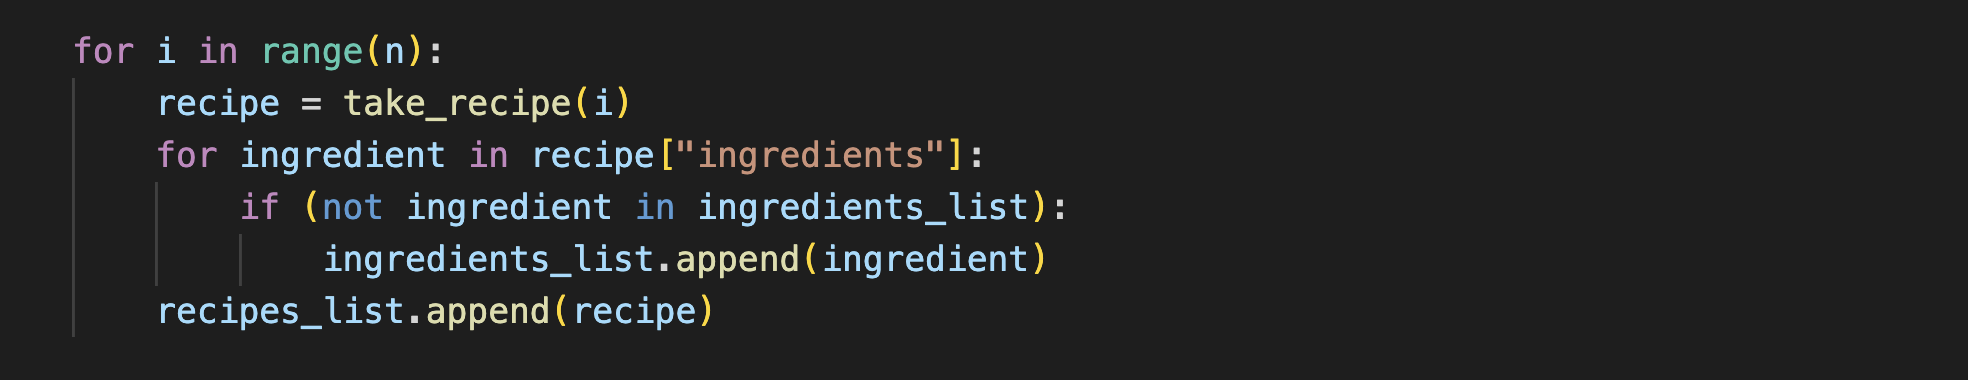 for i in range(n):
    recipe = take_recipe(i)
    for ingredient in recipe["ingredients"]:
        if (not ingredient in ingredients_list):
            ingredients_list.append(ingredient)
    recipes_list.append(recipe)